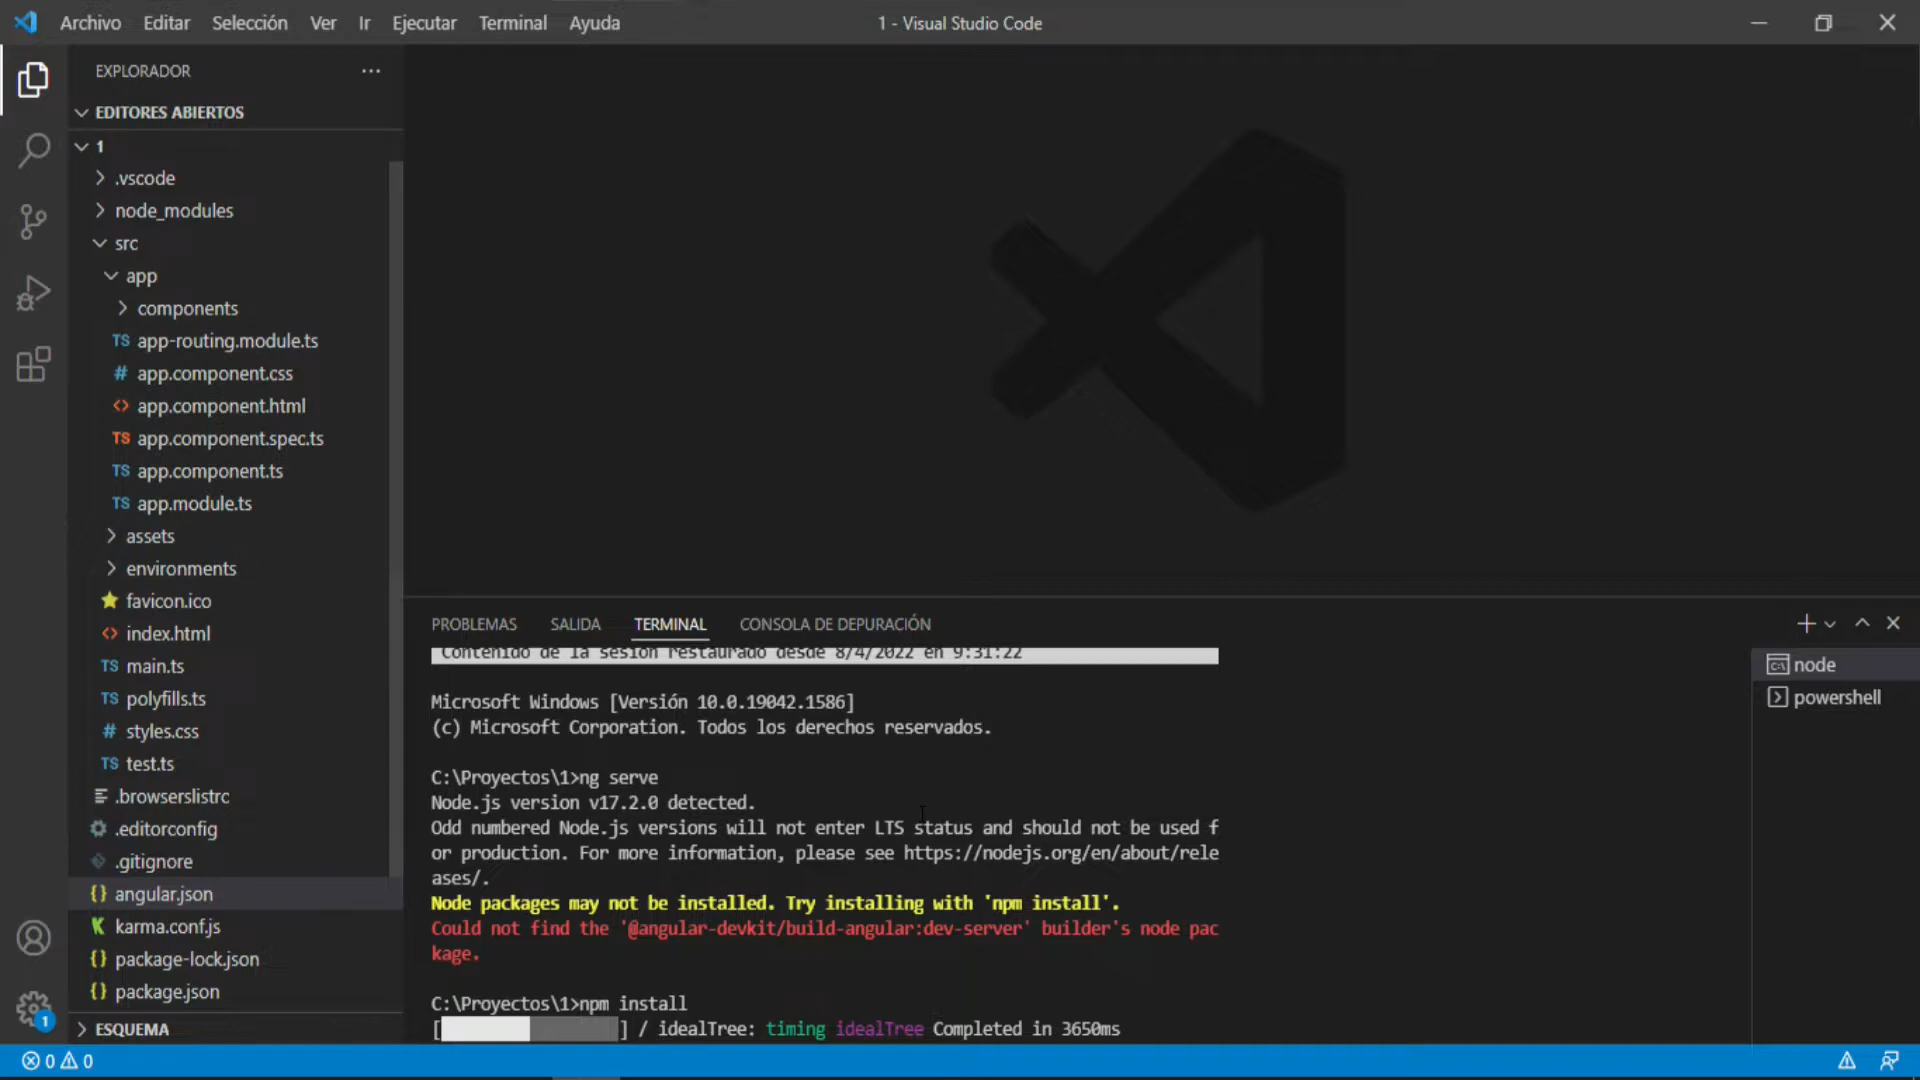 Archivo Editar Selección Ver Ir Ejecutar Terminal Ayuda 1 - Visual Studio Code
EXPLORADOR ...
EDITORES ABIERTOS
1
.vscode
node_modules
src
app
components
TS app-routing.module.ts
# app.component.css
<> app.component.html
TS app.component.spec.ts
TS app.component.ts
TS app.module.ts
assets
environments
favicon.ico
<> index.html
TS main.ts
TS polyfills.ts
# styles.css
TS test.ts
.browserslistrc
.editorconfig
.gitignore
{} angular.json
K karma.conf.js
{} package-lock.json
{} package.json
ESQUEMA
1
PROBLEMAS SALIDA TERMINAL CONSOLA DE DEPURACIÓN
Contenido de la sesión restaurado desde 8/4/2022 en 9:31:22
Microsoft Windows [Versión 10.0.19042.1586]
(c) Microsoft Corporation. Todos los derechos reservados.
C:\Proyectos\1>ng serve
Node.js version v17.2.0 detected.
Odd numbered Node.js versions will not enter LTS status and should not be used f
or production. For more information, please see https://nodejs.org/en/about/rele
ases/.
Node packages may not be installed. Try installing with 'npm install'.
Could not find the '@angular-devkit/build-angular:dev-server' builder's node pac
kage.
C:\Proyectos\1>npm install
[ ] / idealTree: timing idealTree Completed in 3650ms
node
powershell
0 0